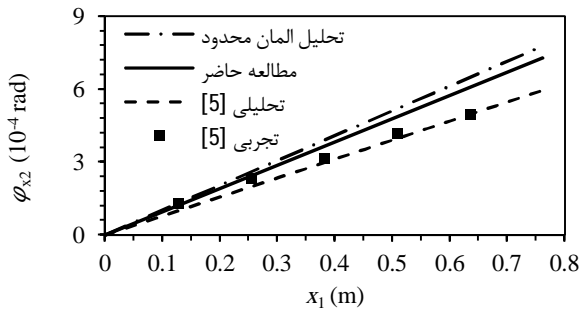 9
6
3
0
φx2 (10-4 rad)
تحلیل المان محدود
مطالعه حاضر
تحلیلی [5]
تجربی [5]
0 0.1 0.2 0.3 0.4 0.5 0.6 0.7 0.8
x1 (m)